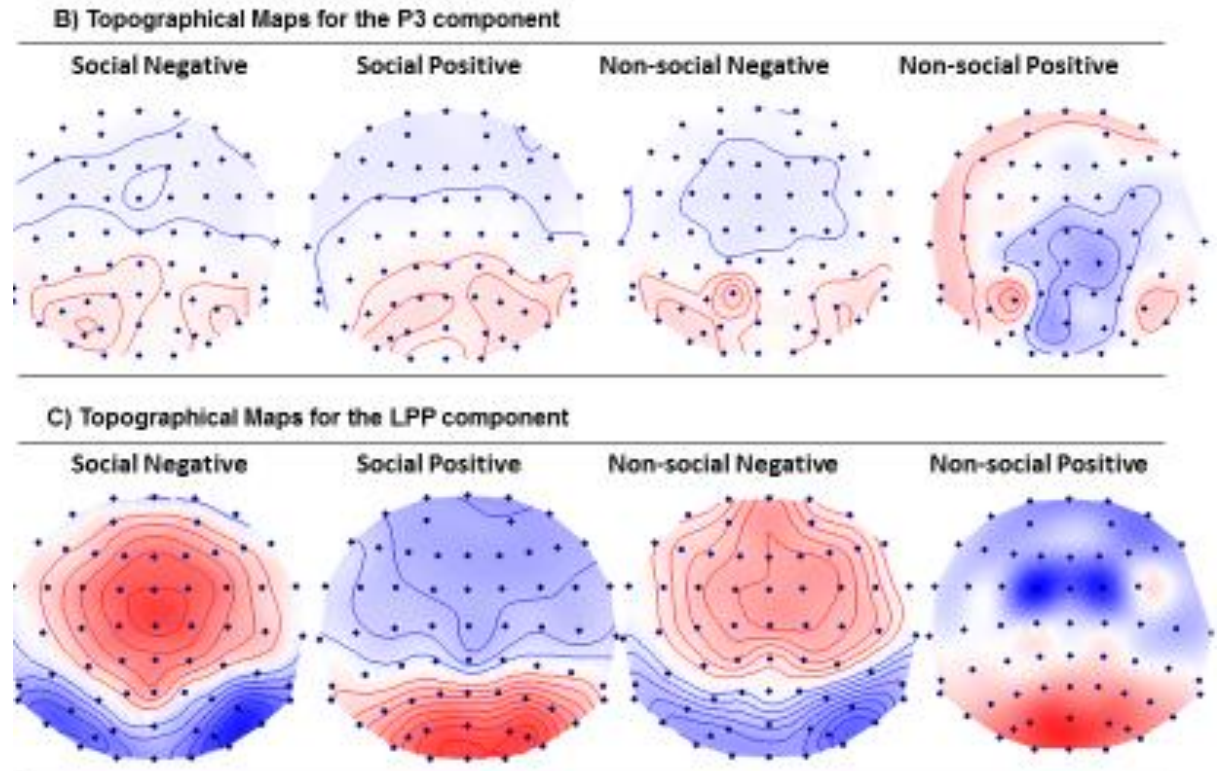 B) Topographical Maps for the P3 component
Social Negative Social Positive Non-social Negative Non-social Positive
C) Topographical Maps for the LPP component
Social Negative Social Positive Non-social Negative Non-social Positive